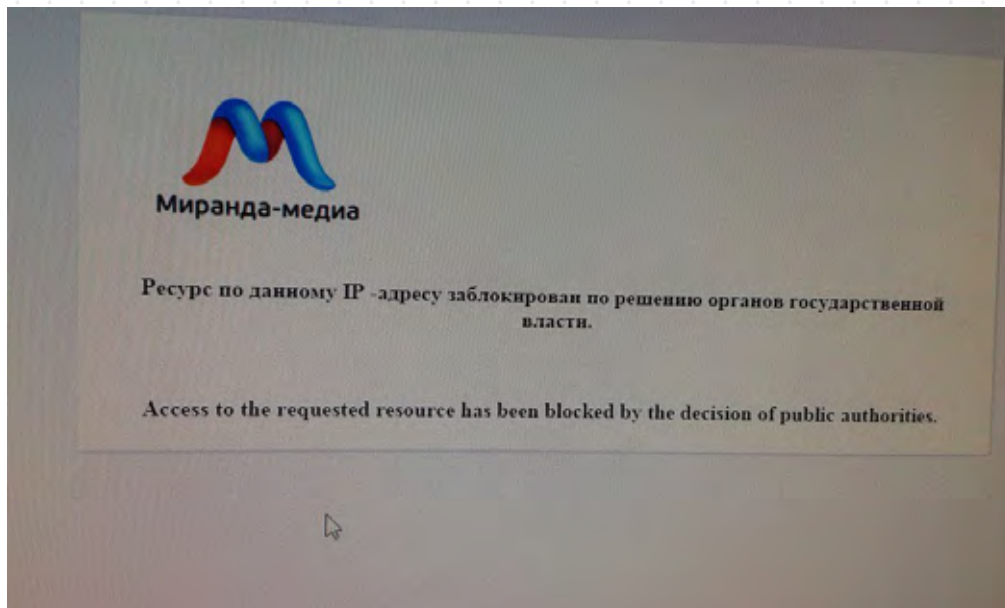 Миранда-медиа
Ресурс по данному IP -адресу заблокирован по решению органов государственной
власти.
Access to the requested resource has been blocked by the decision of public authorities.